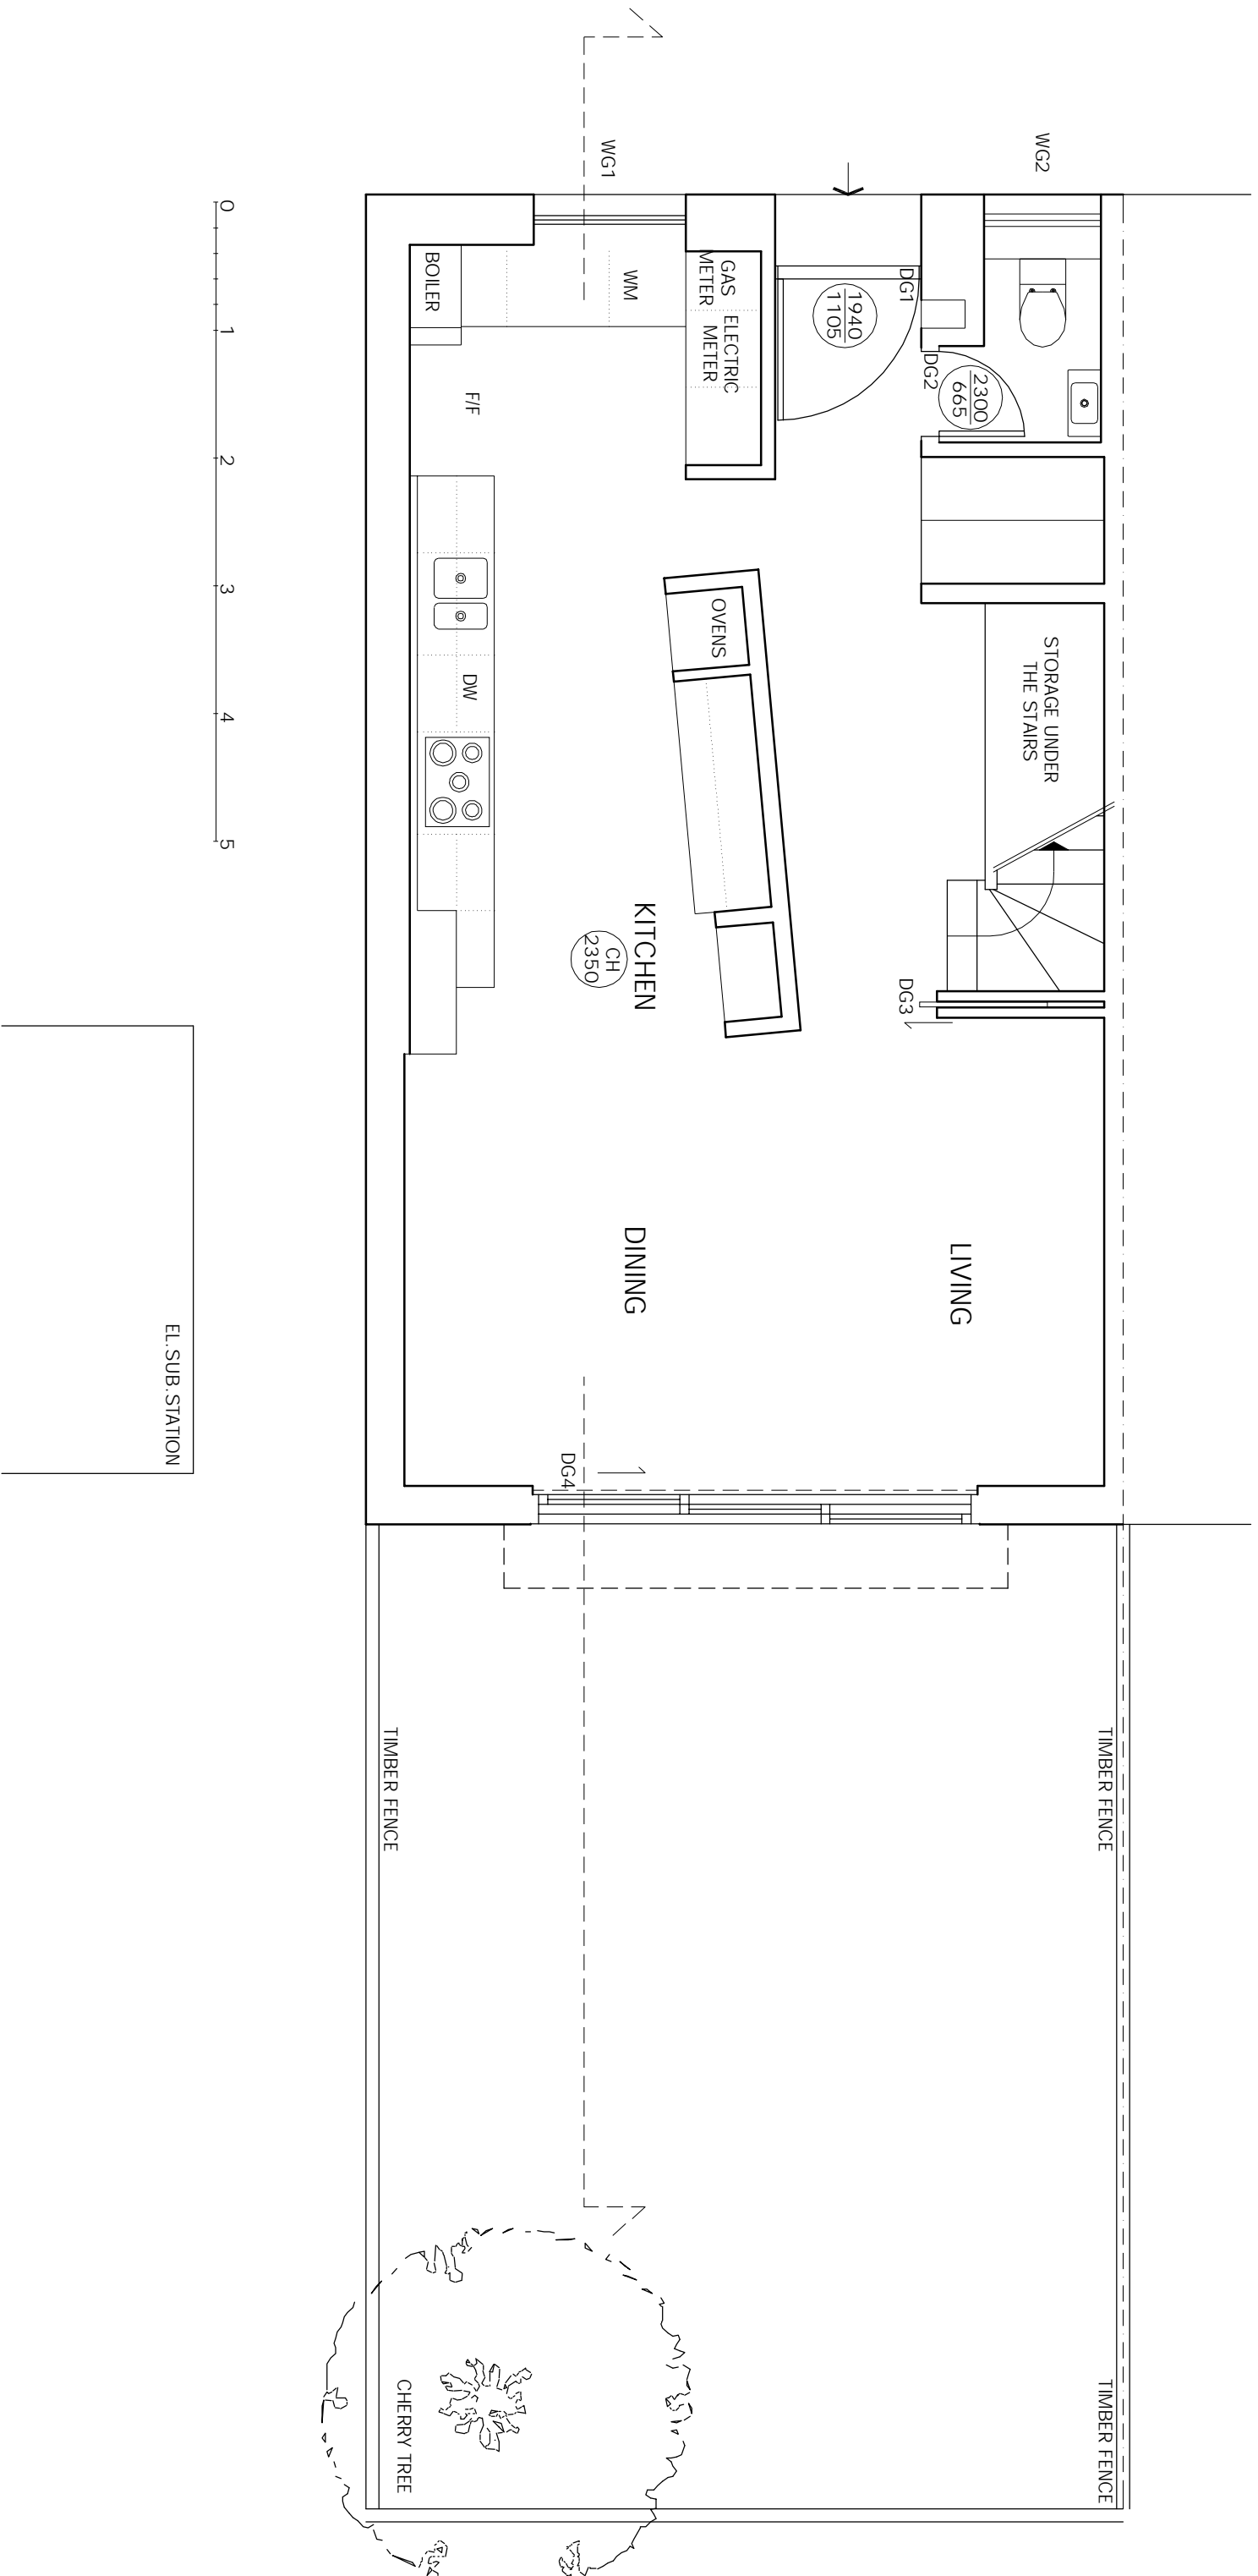 WG1
WG2
0
1
2
3
4
5
BOILER
WM
GAS
METER
ELECTRIC
METER
1940
1105
DG1
DG2
2300
665
F/F
OVENS
STORAGE UNDER
THE STAIRS
DW
KITCHEN
CH
2350
DG3
DINING
LIVING
EL.SUB.STATION
DG4
TIMBER FENCE
TIMBER FENCE
CHERRY TREE
TIMBER FENCE